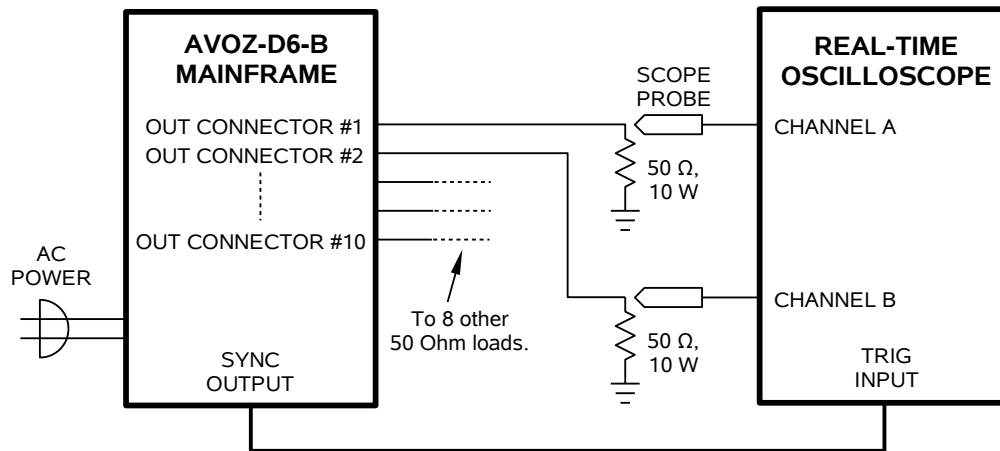 AVOZ-D6-B
MAINFRAME
OUT CONNECTOR #1
OUT CONNECTOR #2
OUT CONNECTOR #10
AC
POWER
SYNC
OUTPUT
To 8 other
50 Ohm loads.
SCOPE
PROBE
50 Ω,
10 W
50 Ω,
10 W
REAL-TIME
OSCILLOSCOPE
CHANNEL A
CHANNEL B
TRIG
INPUT